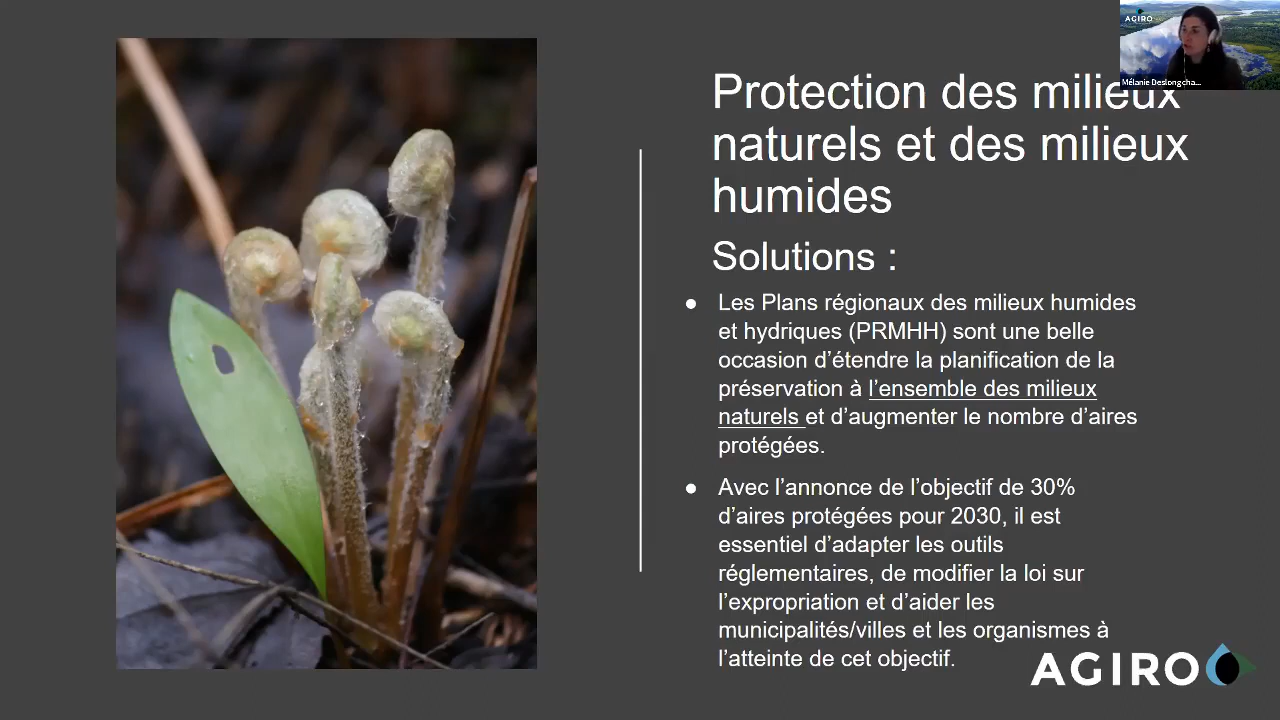 AGIRO
Mélanie Deslongcha...
Protection des milieux
naturels et des milieux
humides
Solutions :
● Les Plans régionaux des milieux humides
et hydriques (PRMHH) sont une belle
occasion d’étendre la planification de la
préservation à l’ensemble des milieux
naturels et d’augmenter le nombre d’aires
protégées.
● Avec l’annonce de l’objectif de 30%
d’aires protégées pour 2030, il est
essentiel d’adapter les outils
réglementaires, de modifier la loi sur
l’expropriation et d’aider les
municipalités/villes et les organismes à
l’atteinte de cet objectif.
AGIRO